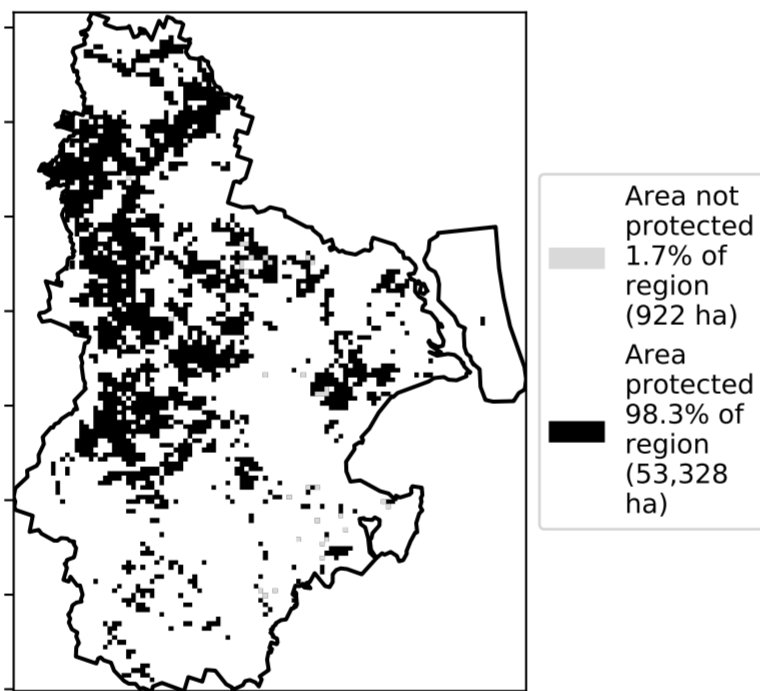 Area not
protected
1.7% of
region
(922 ha)
Area
protected
98.3% of
region
(53,328
ha)